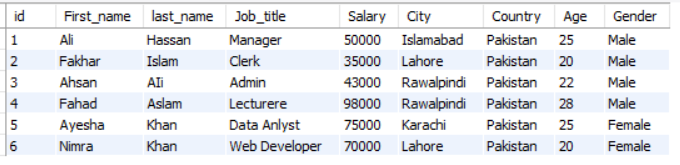 id First_name last_name Job_title Salary City Country Age Gender
1 Ali Hassan Manager 50000 Islamabad Pakistan 25 Male
2 Fakhar Islam Clerk 35000 Lahore Pakistan 20 Male
3 Ahsan AIi Admin 43000 Rawalpindi Pakistan 22 Male
4 Fahad Aslam Lecturere 98000 Rawalpindi Pakistan 28 Male
5 Ayesha Khan Data Anlyst 75000 Karachi Pakistan 25 Female
6 Nimra Khan Web Developer 70000 Lahore Pakistan 20 Female